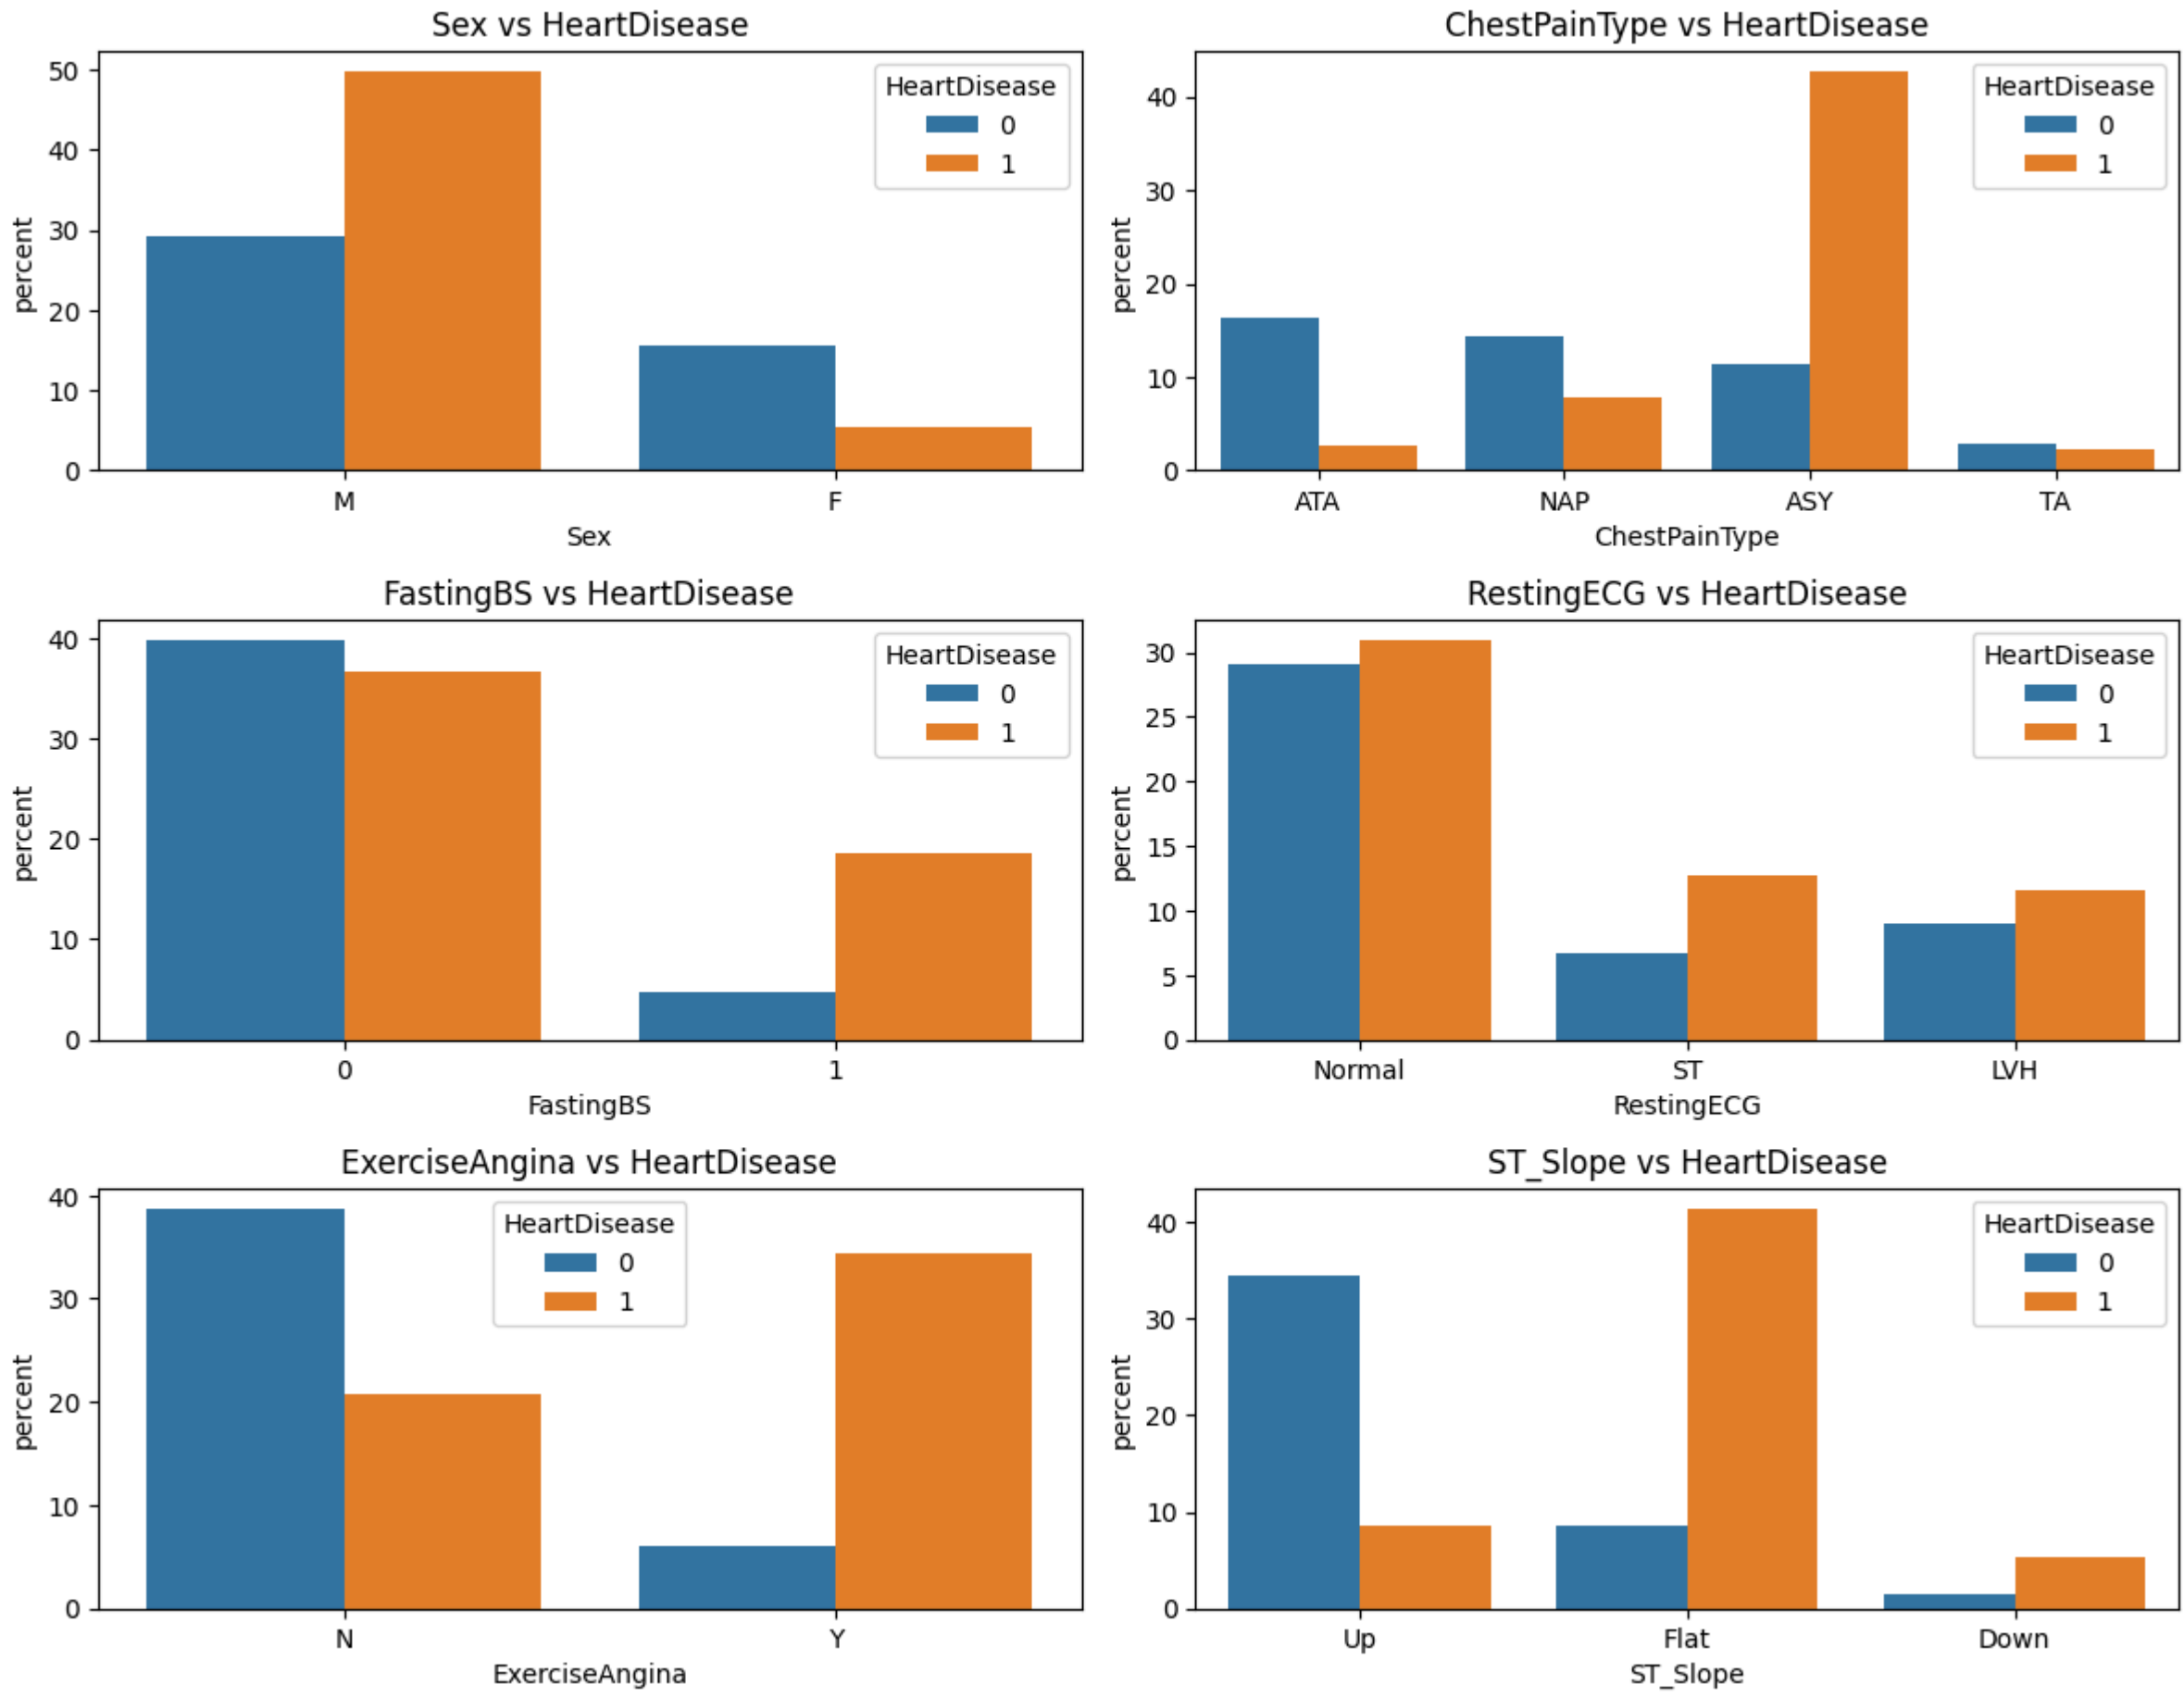 Sex vs HeartDisease
50
40
30
20
10
0
percent
HeartDisease
0
1
M F
Sex
ChestPainType vs HeartDisease
40
30
20
10
0
percent
HeartDisease
0
1
ATA NAP ASY TA
ChestPainType
FastingBS vs HeartDisease
40
30
20
10
0
percent
HeartDisease
0
1
0 1
FastingBS
RestingECG vs HeartDisease
30
25
20
15
10
5
0
percent
HeartDisease
0
1
Normal ST LVH
RestingECG
ExerciseAngina vs HeartDisease
40
30
20
10
0
percent
HeartDisease
0
1
N Y
ExerciseAngina
ST_Slope vs HeartDisease
40
30
20
10
0
percent
HeartDisease
0
1
Up Flat Down
ST_Slope